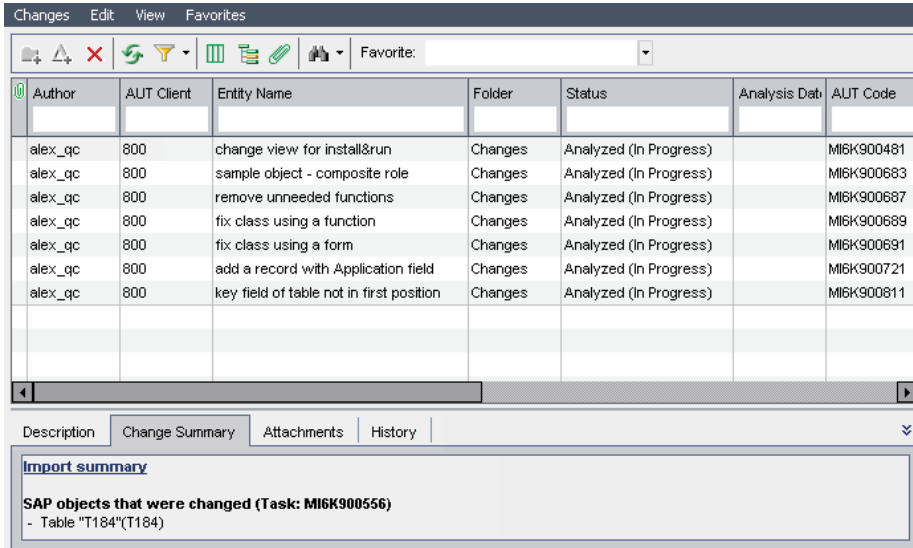 Changes Edit View Favorites
Favorite:
Author AUT Client Entity Name Folder Status Analysis Dat AUT Code
alex_qc 800 change view for install&run Changes Analyzed (In Progress) MI6K900481
alex_qc 800 sample object - composite role Changes Analyzed (In Progress) MI6K900683
alex_qc 800 remove unneeded functions Changes Analyzed (In Progress) MI6K900687
alex_qc 800 fix class using a function Changes Analyzed (In Progress) MI6K900689
alex_qc 800 fix class using a form Changes Analyzed (In Progress) MI6K900691
alex_qc 800 add a record with Application field Changes Analyzed (In Progress) MI6K900721
alex_qc 800 key field of table not in first position Changes Analyzed (In Progress) MI6K900811
Description Change Summary Attachments History
Import summary
SAP objects that were changed (Task: MI6K900556)
- Table "T184"(T184)